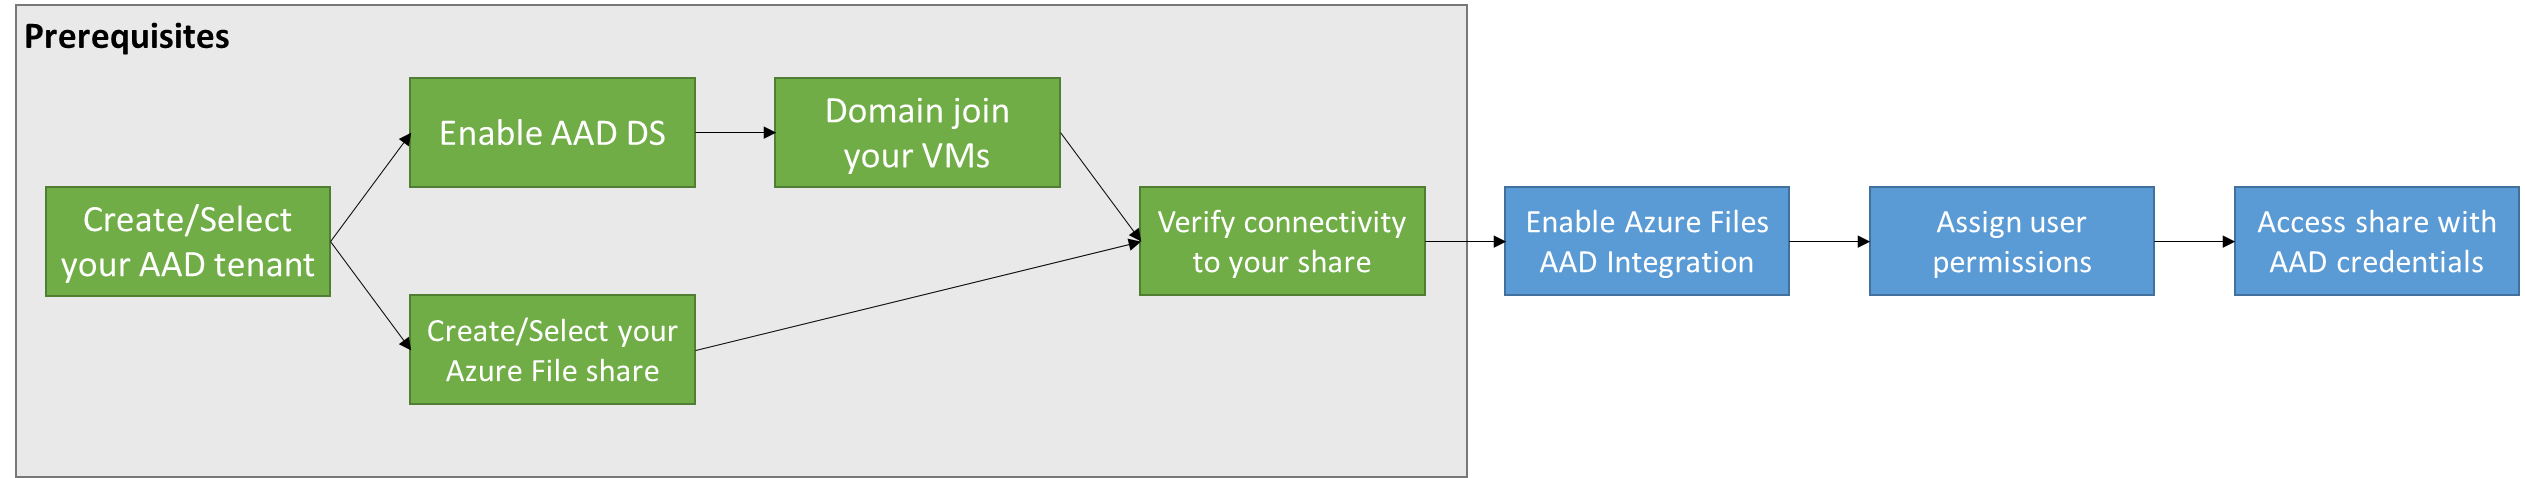 Prerequisites
Create/Select
your AAD tenant
Enable AAD DS
Domain join
your VMs
Create/Select your
Azure File share
Verify connectivity
to your share
Enable Azure Files
AAD Integration
Assign user
permissions
Access share with
AAD credentials